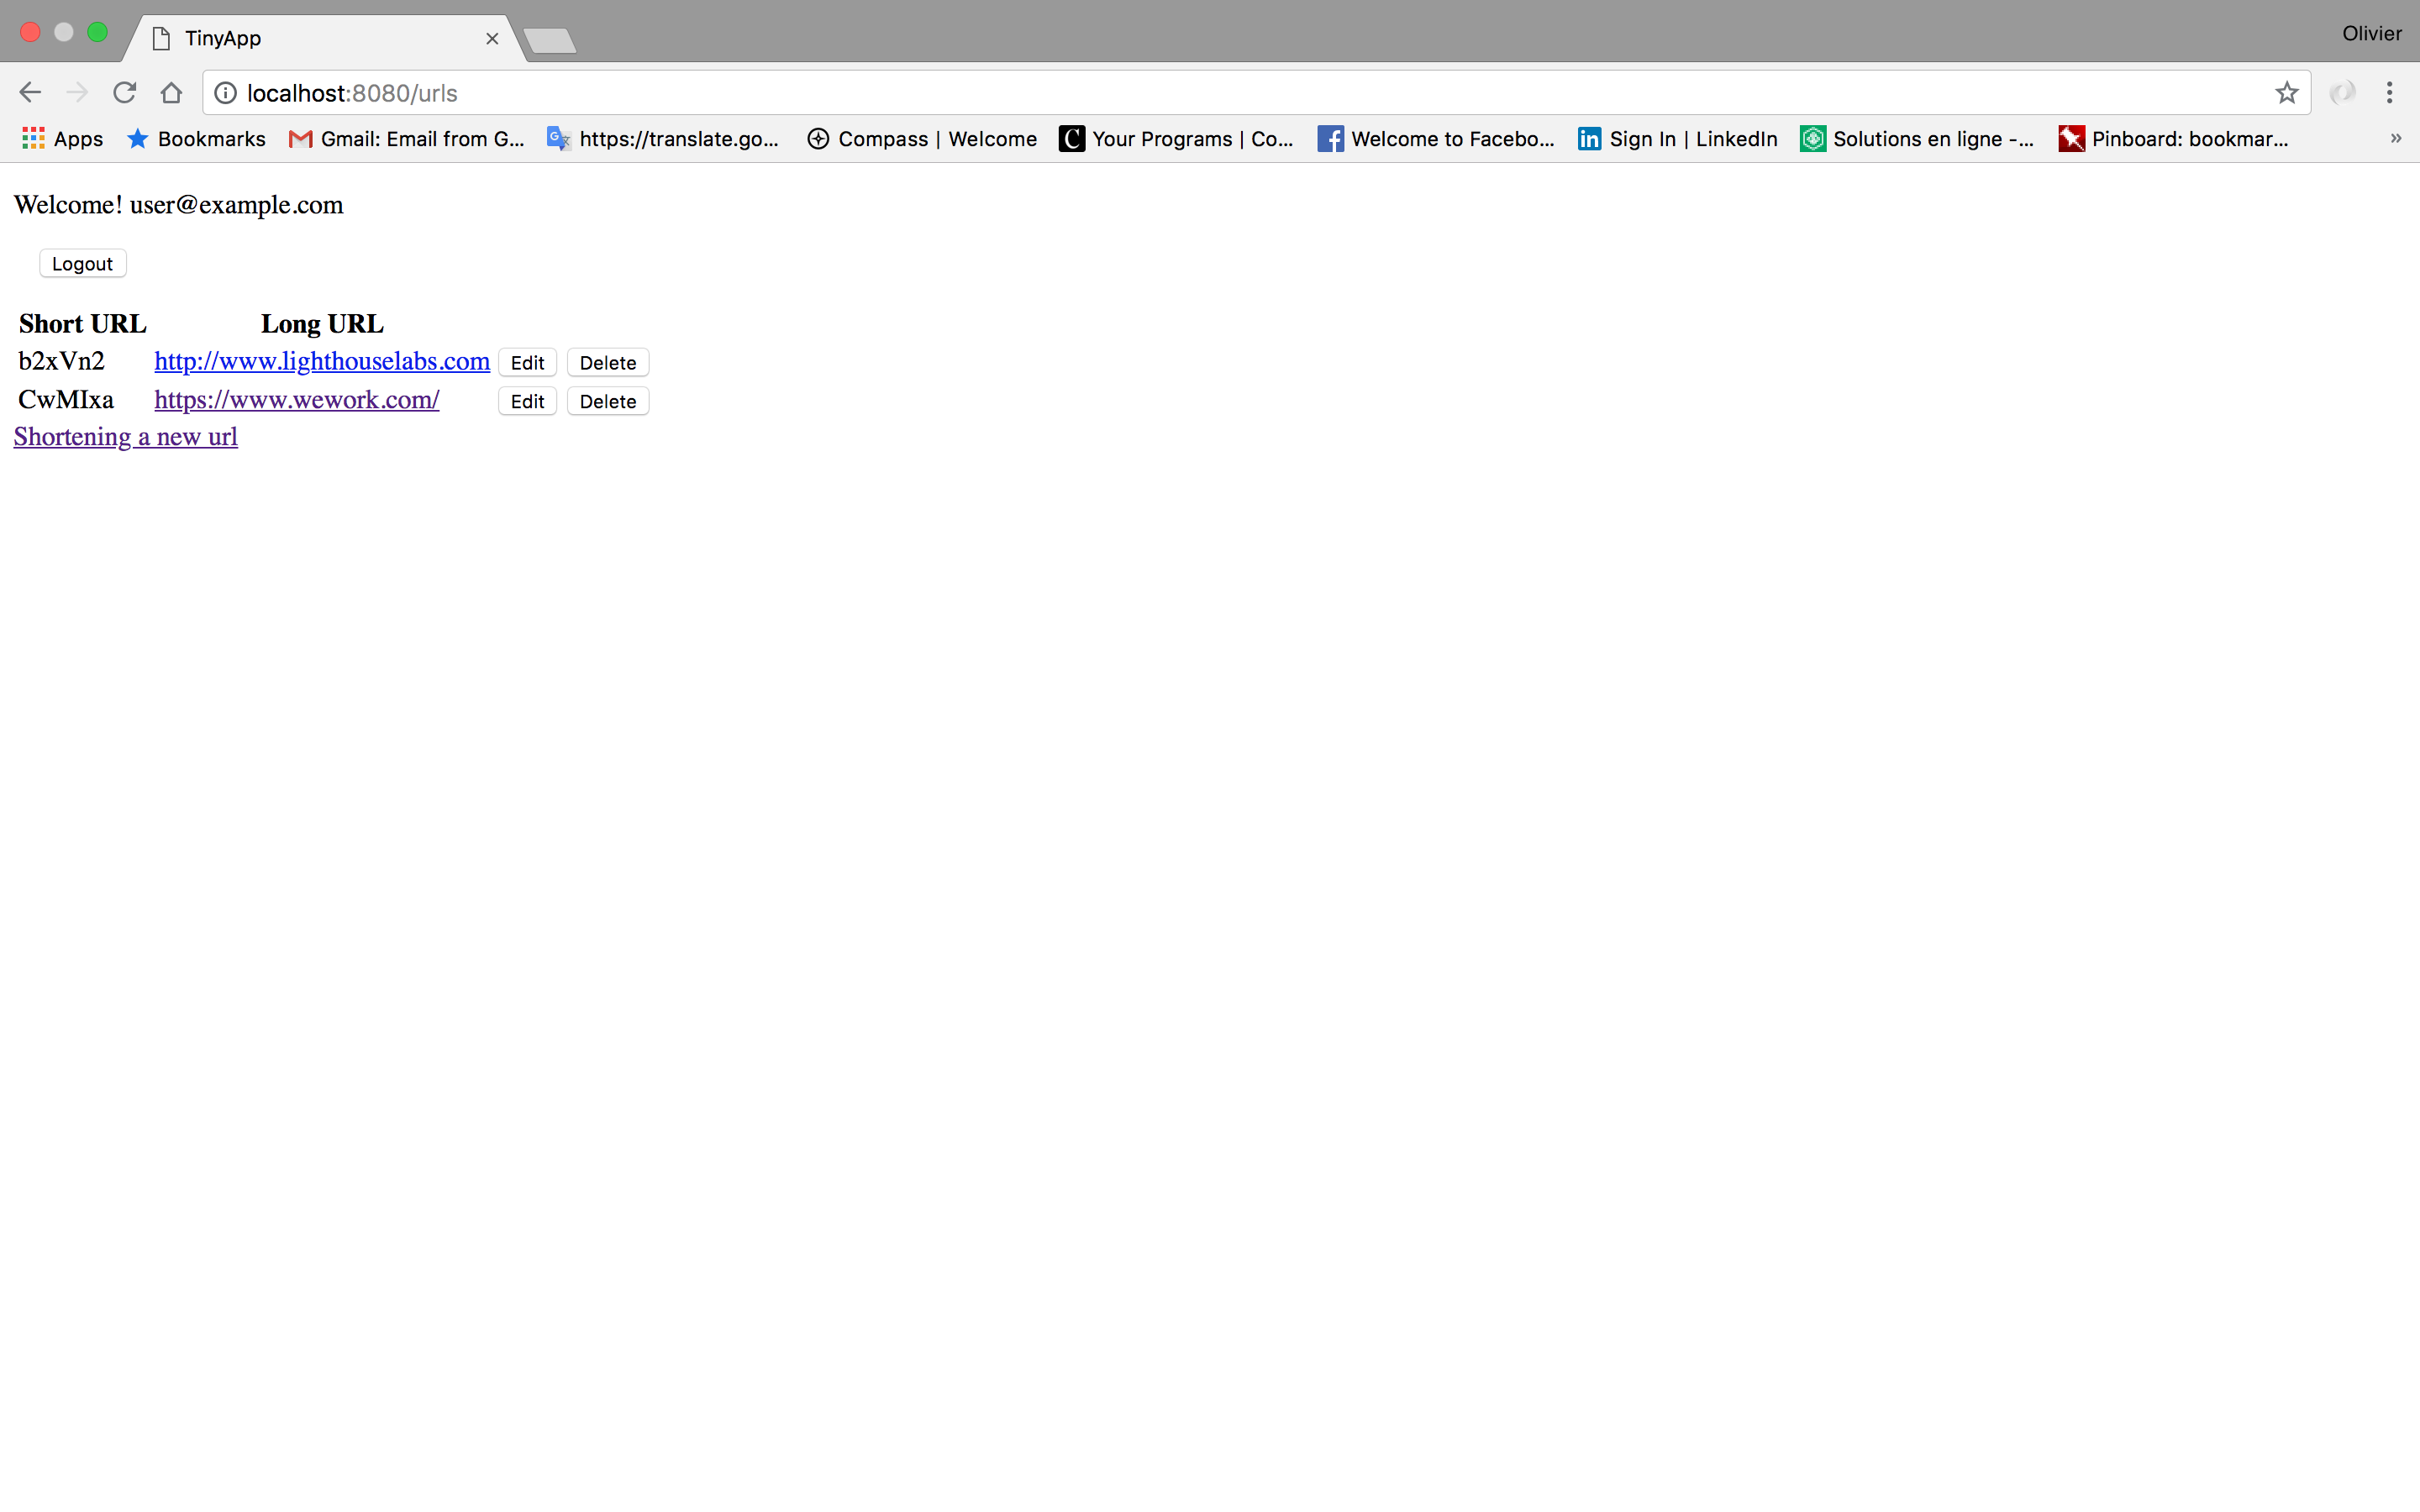 TinyApp
Olivier
localhost:8080/urls
Apps Bookmarks Gmail: Email from G... https://translate.go... Compass | Welcome Your Programs | Co... Welcome to Facebo... Sign In | LinkedIn Solutions en ligne -... Pinboard: bookmar... »
Welcome! user@example.com
Logout
Short URL Long URL
b2xVn2 http://www.lighthouselabs.com Edit Delete
CwMIxa https://www.wework.com/ Edit Delete
Shortening a new url